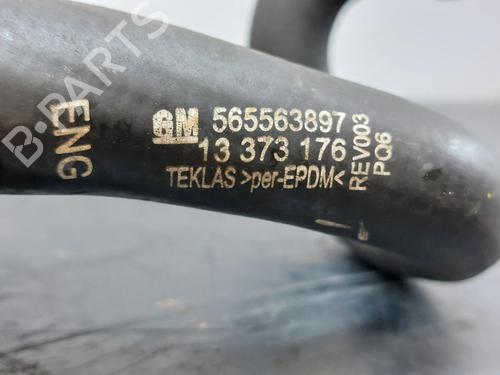 ENG
GM 565563897
13 373 176
TEKLAS >per-EPDM<
REV003
PQ6
B-PARTS